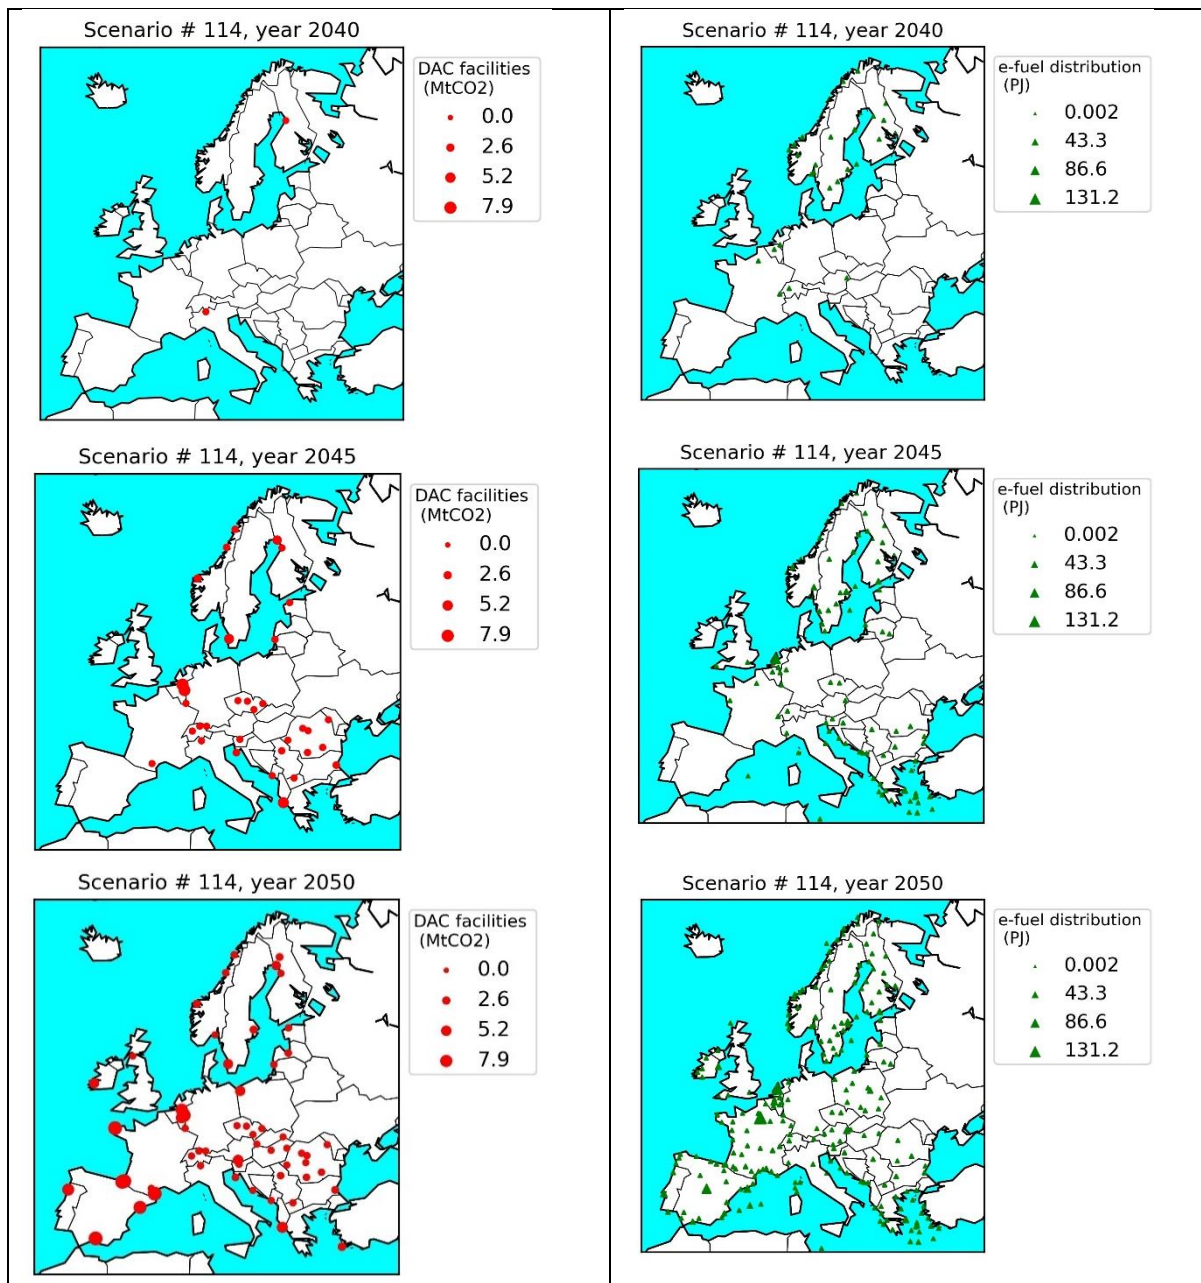 Scenario # 114, year 2040
DAC facilities
(MtCO2)
0.0
2.6
5.2
7.9
Scenario # 114, year 2040
e-fuel distribution
(PJ)
0.002
43.3
86.6
131.2
Scenario # 114, year 2045
DAC facilities
(MtCO2)
0.0
2.6
5.2
7.9
Scenario # 114, year 2045
e-fuel distribution
(PJ)
0.002
43.3
86.6
131.2
Scenario # 114, year 2050
DAC facilities
(MtCO2)
0.0
2.6
5.2
7.9
Scenario # 114, year 2050
e-fuel distribution
(PJ)
0.002
43.3
86.6
131.2